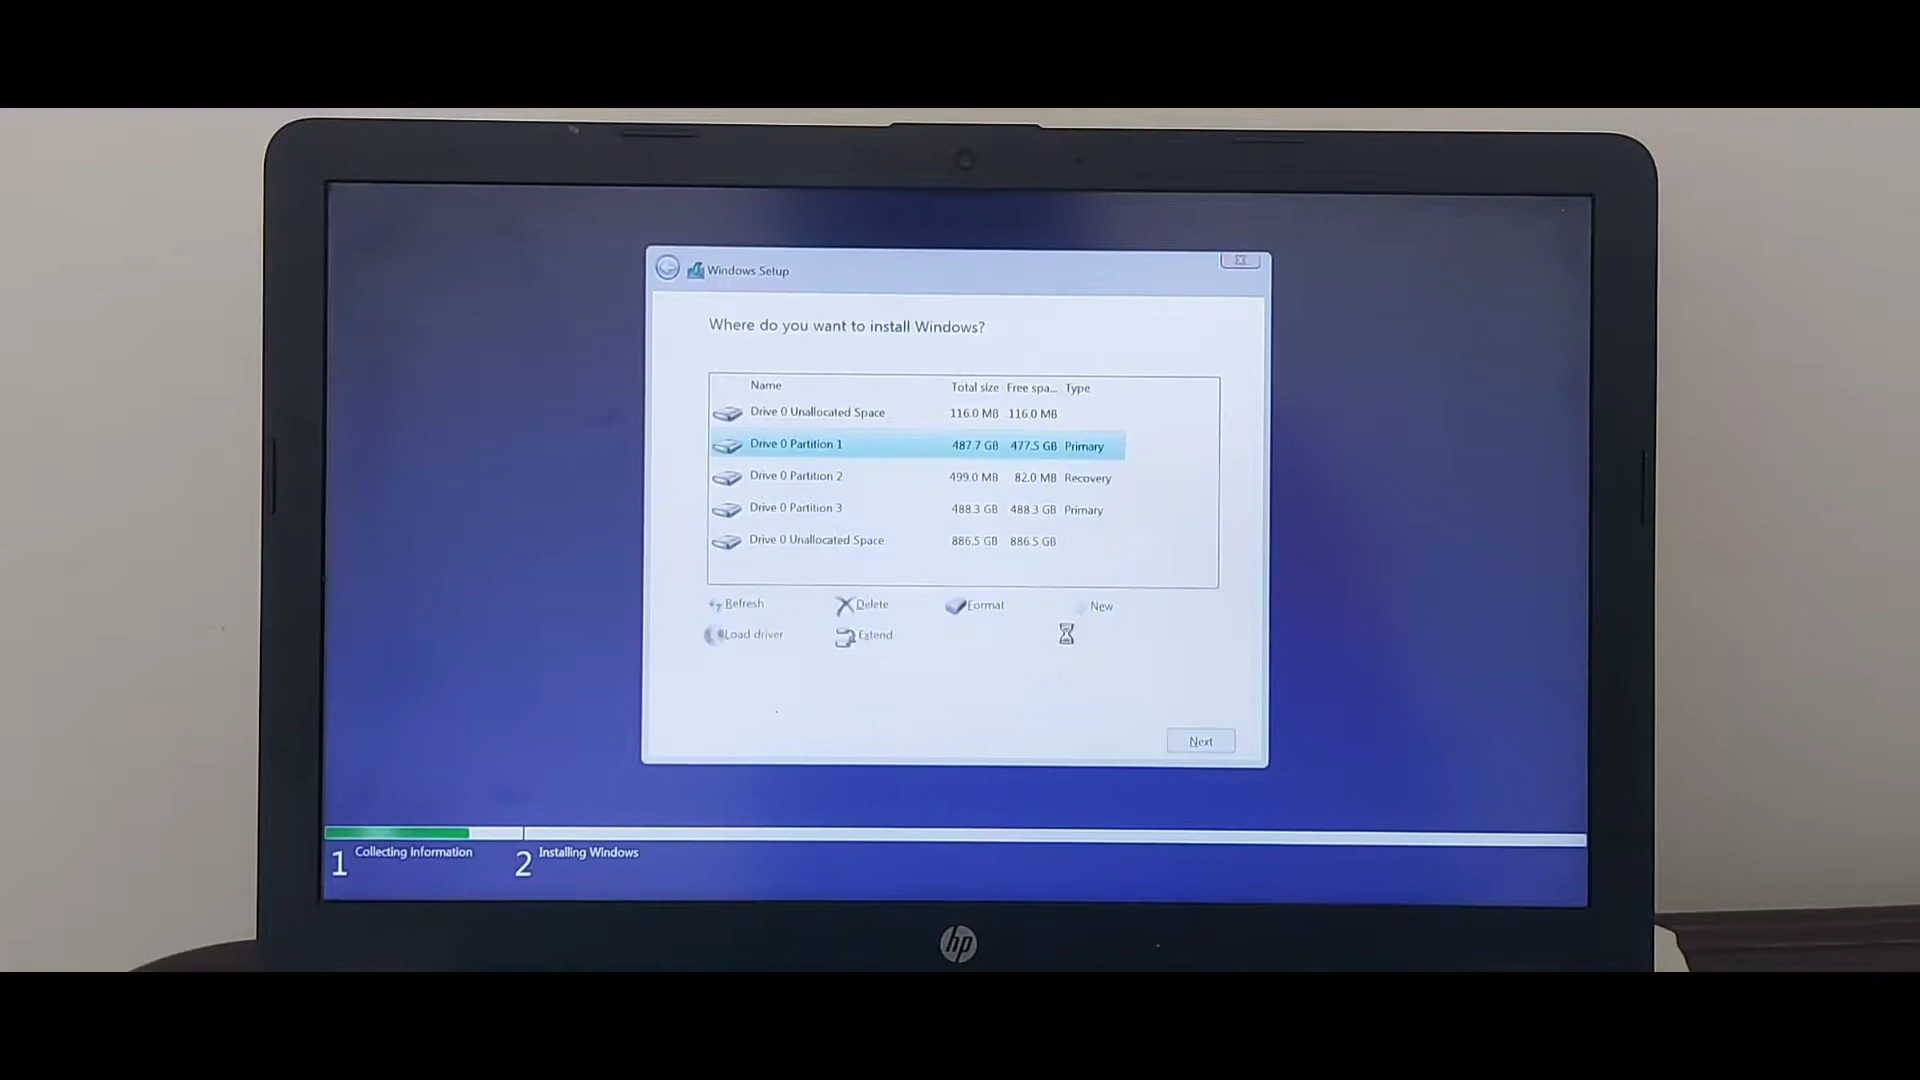 Windows Setup
Where do you want to install Windows?
Name Total size Free spa... Type
Drive 0 Unallocated Space 116.0 MB 116.0 MB
Drive 0 Partition 1 487.7 GB 477.5 GB Primary
Drive 0 Partition 2 499.0 MB 82.0 MB Recovery
Drive 0 Partition 3 488.3 GB 488.3 GB Primary
Drive 0 Unallocated Space 886.5 GB 886.5 GB
Refresh Delete Format New
Load driver Extend
Next
1 Collecting information 2 Installing Windows
hp